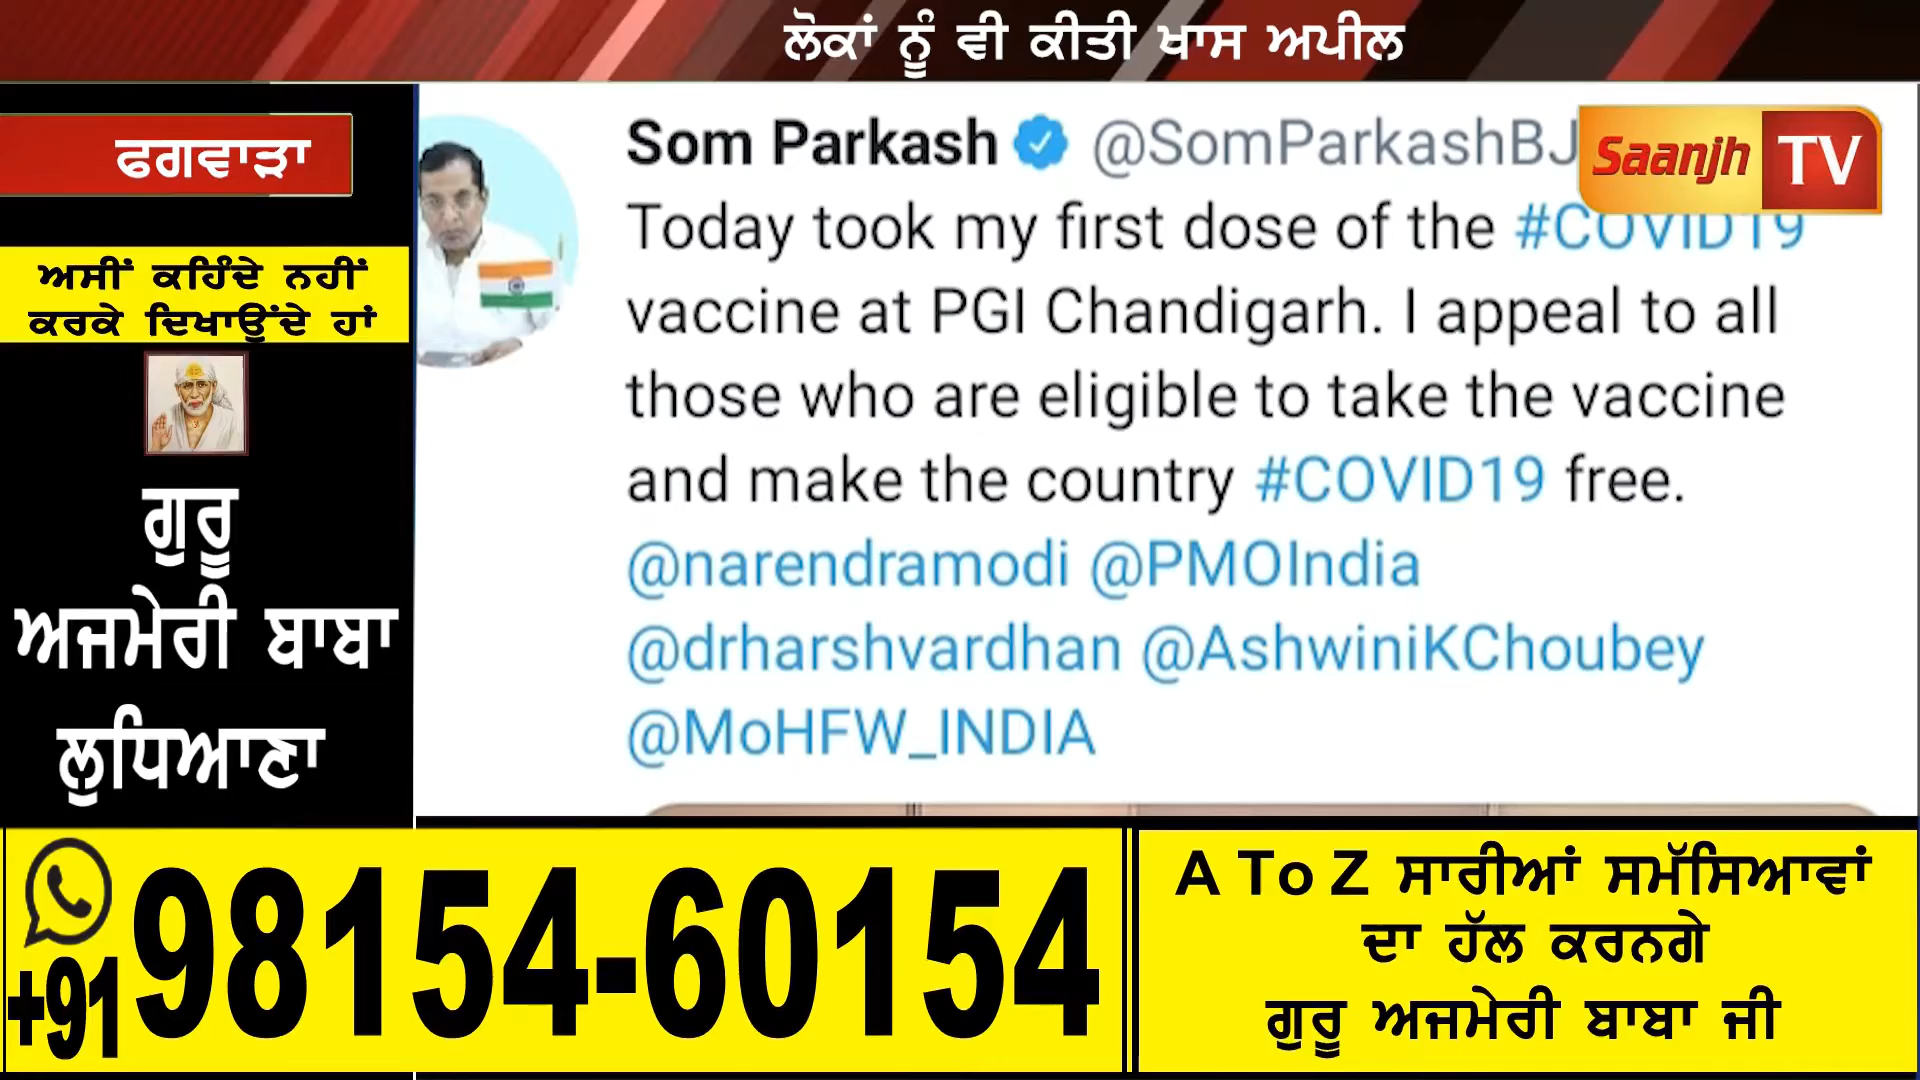 ਲੋਕਾਂ ਨੂੰ ਵੀ ਕੀਤੀ ਖਾਸ ਅਪੀਲ
ਫਗਵਾੜਾ
ਅਸੀਂ ਕਹਿੰਦੇ ਨਹੀਂ
ਕਰਕੇ ਦਿਖਾਉਂਦੇ ਹਾਂ
ਗੁਰੂ
ਅਜਮੇਰੀ ਬਾਬਾ
ਲੁਧਿਆਣਾ
Som Parkash @SomParkashBJ
Saanjh TV
Today took my first dose of the #COVID19
vaccine at PGI Chandigarh. I appeal to all
those who are eligible to take the vaccine
and make the country #COVID19 free.
@narendramodi @PMOIndia
@drharshvardhan @AshwiniKChoubey
@MoHFW_INDIA
+91 98154-60154
A To Z ਸਾਰੀਆਂ ਸਮੱਸਿਆਵਾਂ
ਦਾ ਹੱਲ ਕਰਨਗੇ
ਗੁਰੂ ਅਜਮੇਰੀ ਬਾਬਾ ਜੀ